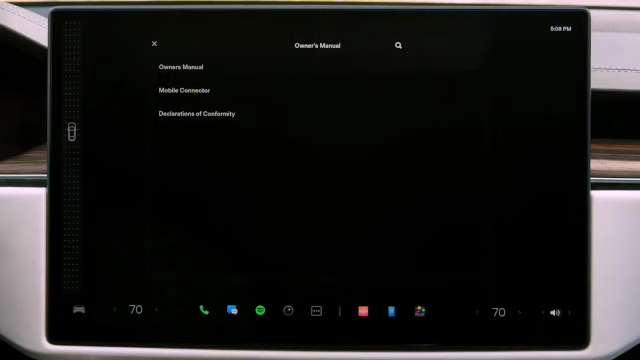 5:08 PM
Owner's Manual
Owners Manual
Mobile Connector
Declarations of Conformity
70
70